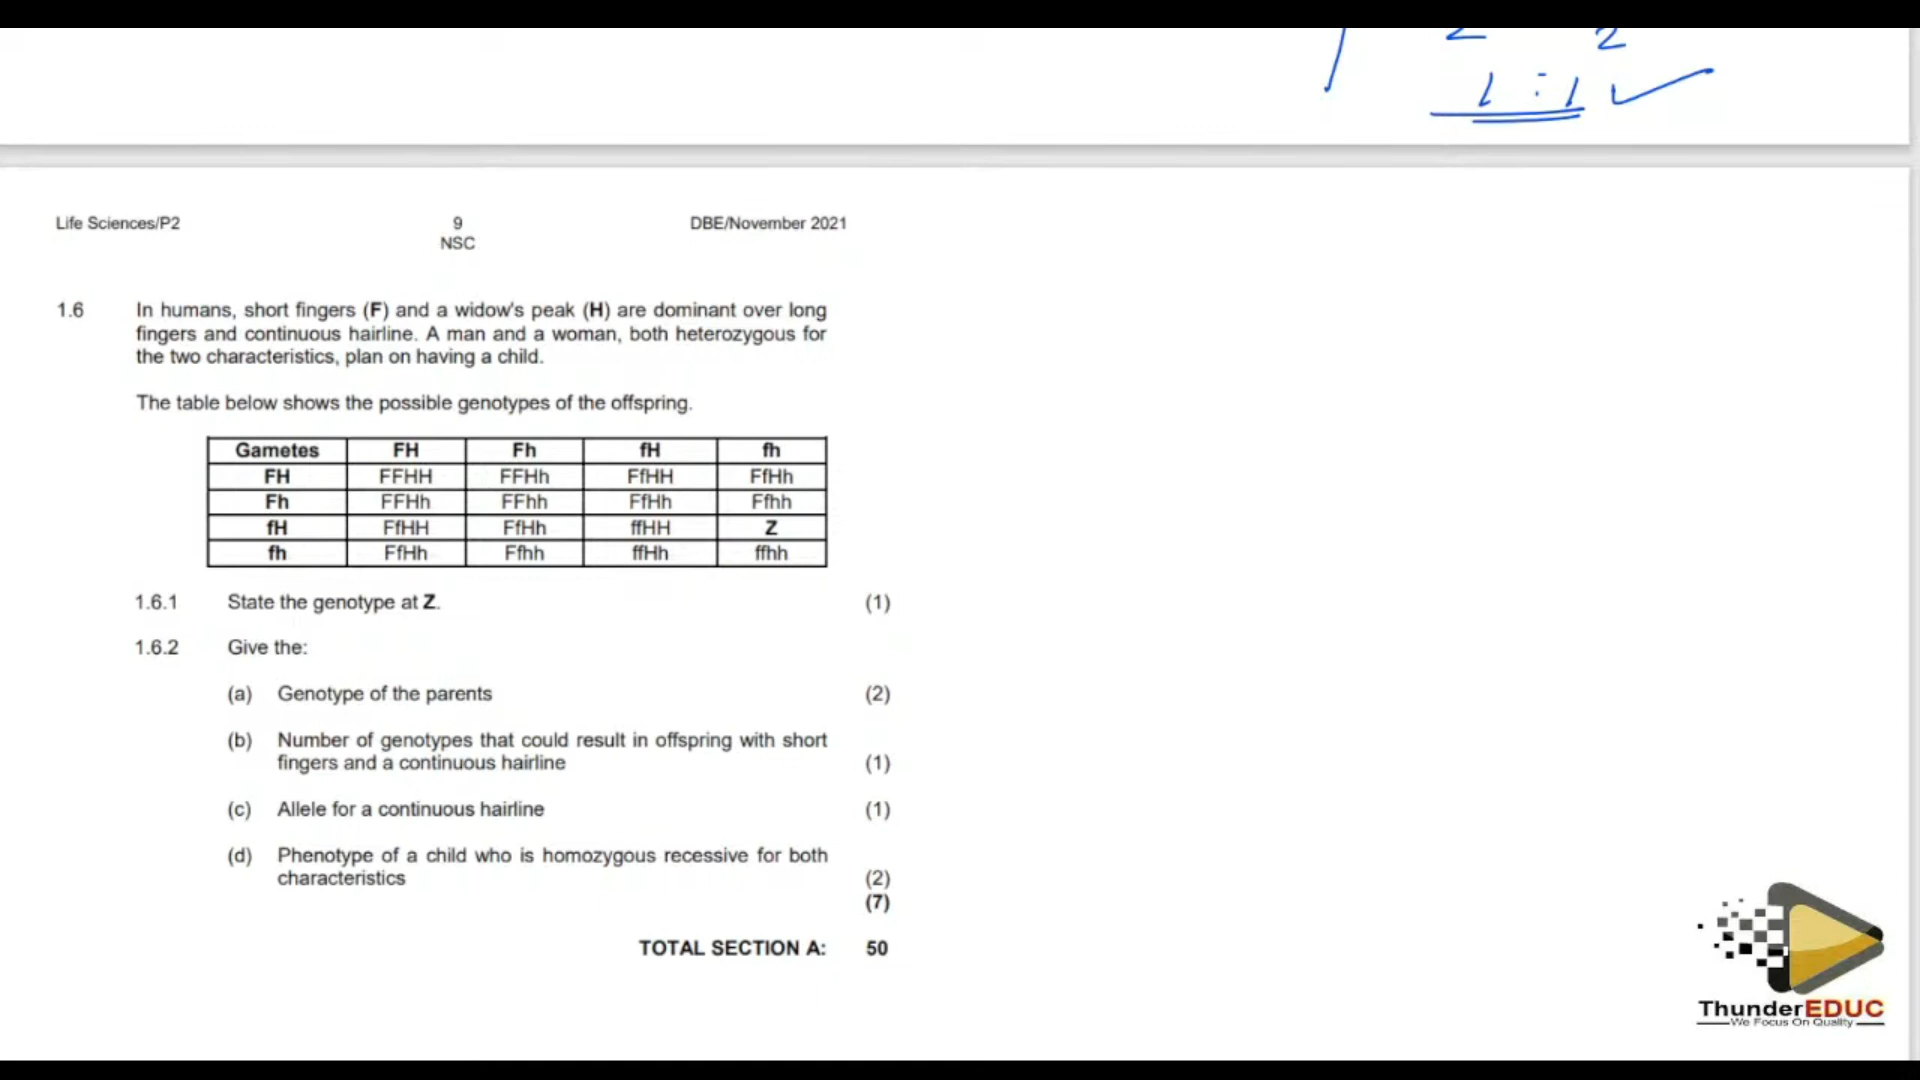 2 2
1 : 1
Life Sciences/P2 9 DBE/November 2021
NSC
1.6 In humans, short fingers (F) and a widow's peak (H) are dominant over long
fingers and continuous hairline. A man and a woman, both heterozygous for
the two characteristics, plan on having a child.
The table below shows the possible genotypes of the offspring.
Gametes FH Fh fH fh
FH FFHH FFHh FfHH FfHh
Fh FFHh FFhh FfHh Ffhh
fH FfHH FfHh ffHH Z
fh FfHh Ffhh ffHh ffhh
1.6.1 State the genotype at Z. (1)
1.6.2 Give the:
(a) Genotype of the parents (2)
(b) Number of genotypes that could result in offspring with short
fingers and a continuous hairline (1)
(c) Allele for a continuous hairline (1)
(d) Phenotype of a child who is homozygous recessive for both
characteristics (2)
(7)
TOTAL SECTION A: 50
ThunderEDUC
We Focus On Quality